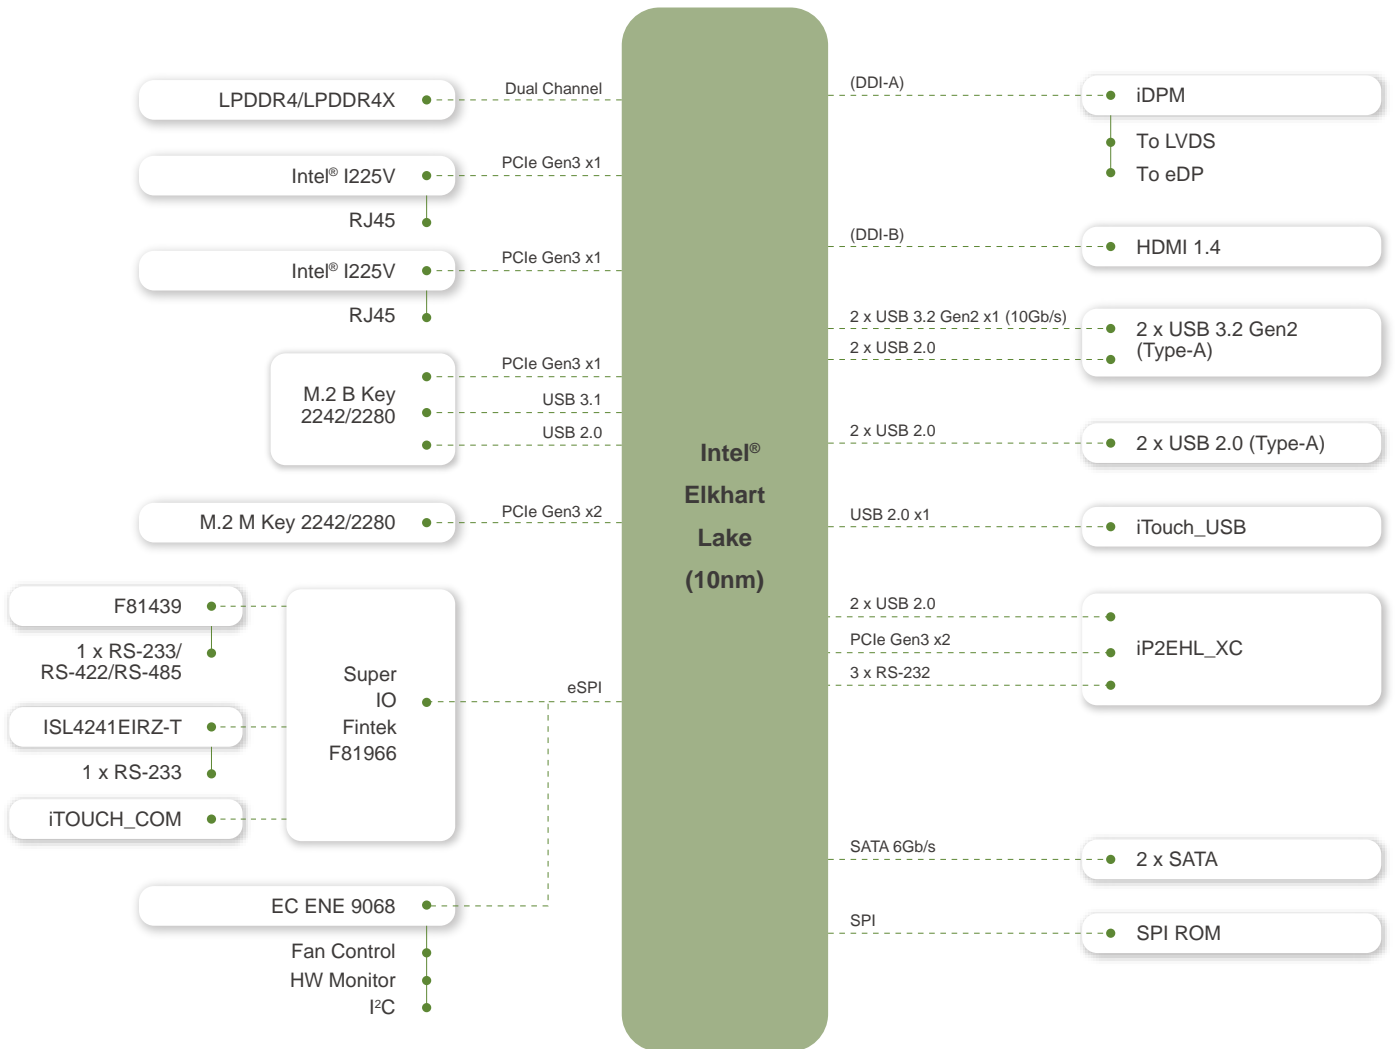 LPDDR4/LPDDR4X
Dual Channel
Intel® I225V
PCIe Gen3 x1
RJ45
Intel® I225V
PCIe Gen3 x1
RJ45
M.2 B Key
2242/2280
PCIe Gen3 x1
USB 3.1
USB 2.0
M.2 M Key 2242/2280
PCIe Gen3 x2
F81439
1 x RS-233/
RS-422/RS-485
ISL4241EIRZ-T
1 x RS-233
iTOUCH_COM
Super
IO
Fintek
F81966
eSPI
EC ENE 9068
Fan Control
HW Monitor
I²C
Intel®
Elkhart
Lake
(10nm)
(DDI-A)
iDPM
To LVDS
To eDP
(DDI-B)
HDMI 1.4
2 x USB 3.2 Gen2 x1 (10Gb/s)
2 x USB 2.0
2 x USB 3.2 Gen2
(Type-A)
2 x USB 2.0
2 x USB 2.0 (Type-A)
USB 2.0 x1
iTouch_USB
2 x USB 2.0
PCIe Gen3 x2
3 x RS-232
iP2EHL_XC
SATA 6Gb/s
2 x SATA
SPI
SPI ROM